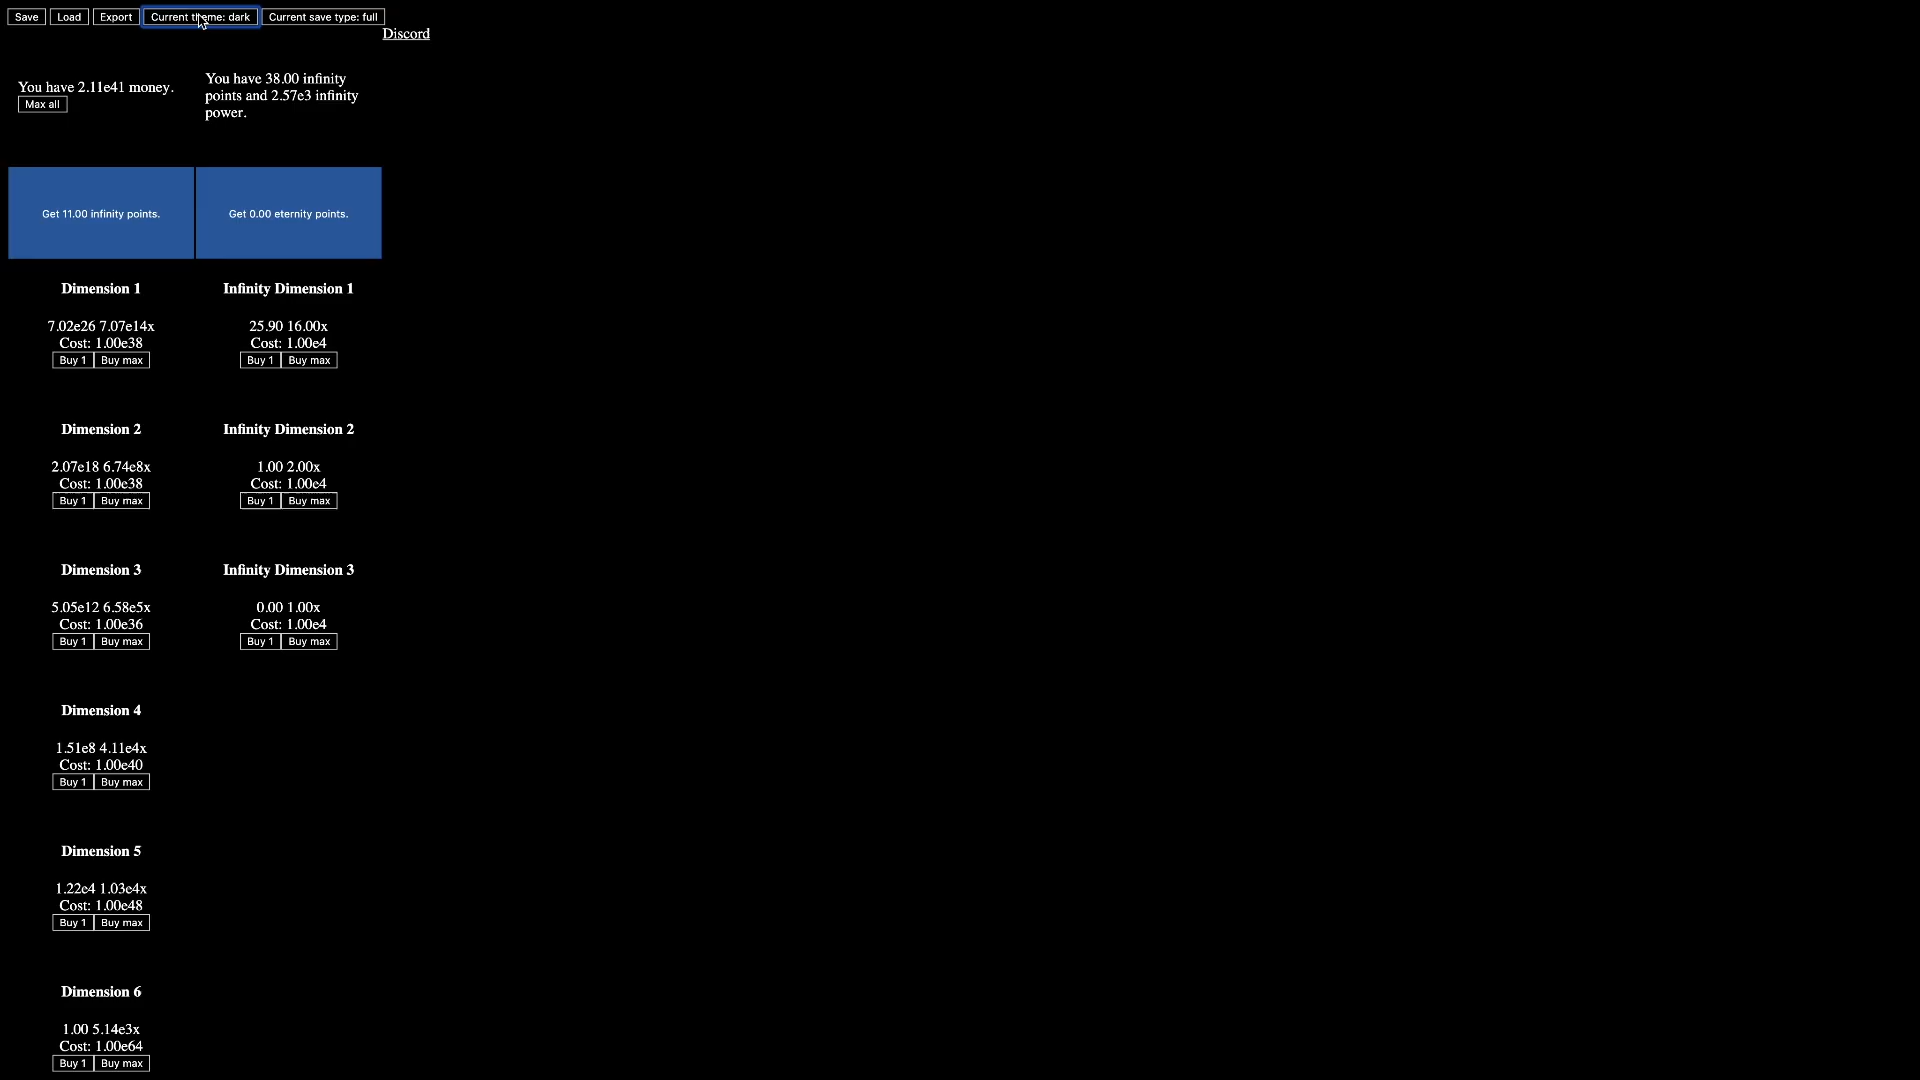 Save Load Export Current theme: dark Current save type: full
Discord
You have 2.11e41 money.
Max all
You have 38.00 infinity
points and 2.57e3 infinity
power.
Get 11.00 infinity points.
Get 0.00 eternity points.
Dimension 1
7.02e26 7.07e14x
Cost: 1.00e38
Buy 1 Buy max
Infinity Dimension 1
25.90 16.00x
Cost: 1.00e4
Buy 1 Buy max
Dimension 2
2.07e18 6.74e8x
Cost: 1.00e38
Buy 1 Buy max
Infinity Dimension 2
1.00 2.00x
Cost: 1.00e4
Buy 1 Buy max
Dimension 3
5.05e12 6.58e5x
Cost: 1.00e36
Buy 1 Buy max
Infinity Dimension 3
0.00 1.00x
Cost: 1.00e4
Buy 1 Buy max
Dimension 4
1.51e8 4.11e4x
Cost: 1.00e40
Buy 1 Buy max
Dimension 5
1.22e4 1.03e4x
Cost: 1.00e48
Buy 1 Buy max
Dimension 6
1.00 5.14e3x
Cost: 1.00e64
Buy 1 Buy max